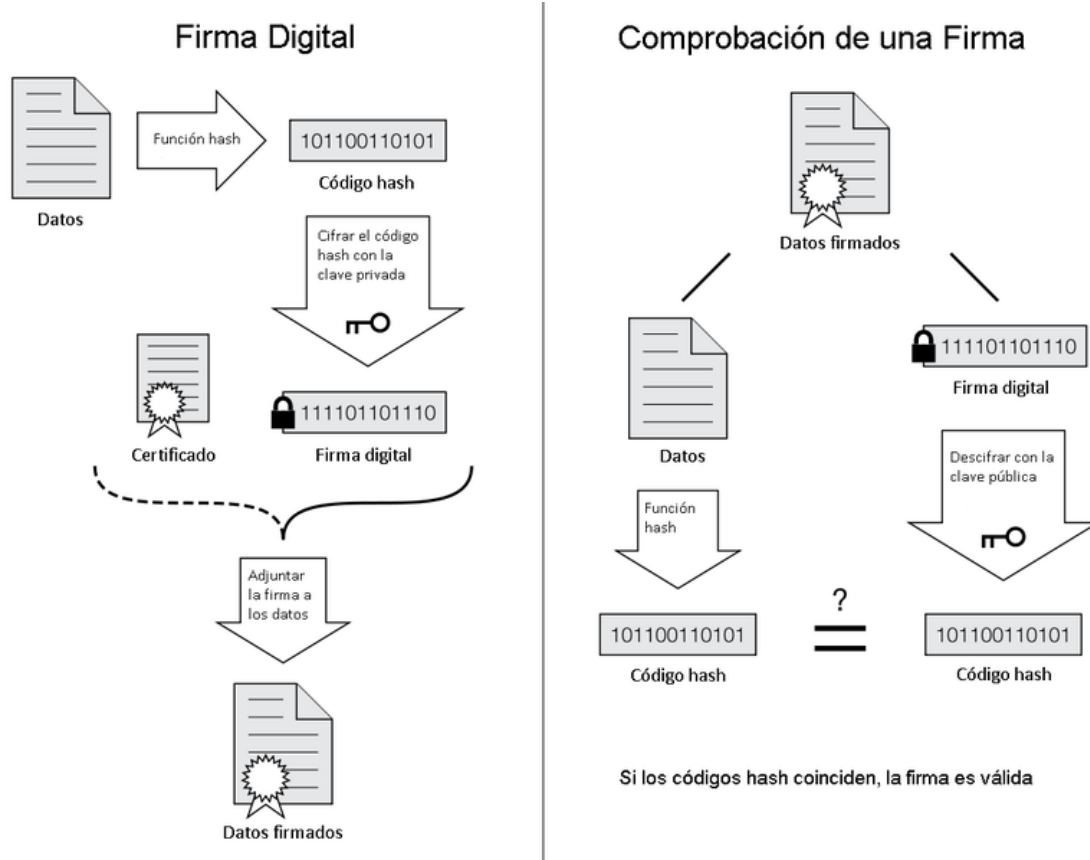 Firma Digital
Función hash
101100110101
Código hash
Datos
Cifrar el código
hash con la
clave privada
111101101110
Certificado
Firma digital
Adjuntar
la firma a
los datos
Datos firmados
Comprobación de una Firma
Datos firmados
111101101110
Firma digital
Datos
Función
hash
Descifrar con la
clave pública
101100110101
Código hash
?
=
101100110101
Código hash
Si los códigos hash coinciden, la firma es válida